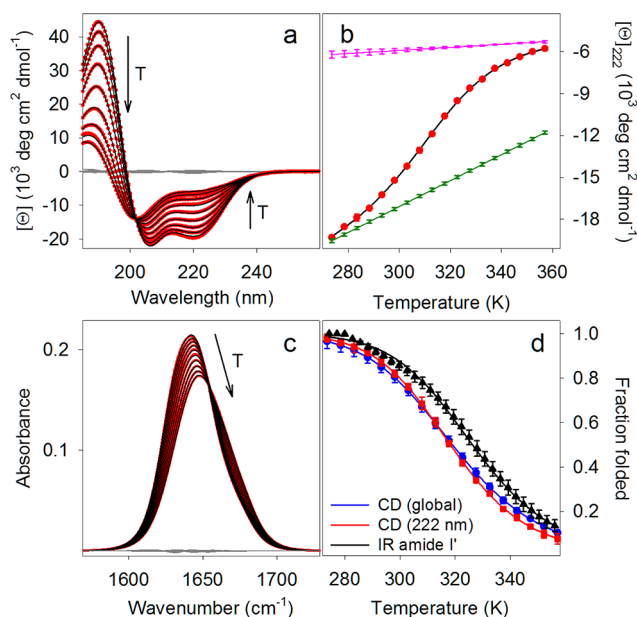 a
T
T
40
30
20
10
0
-10
-20
[Θ] (10³ deg cm² dmol⁻¹)
200 220 240 260
Wavelength (nm)
b
-6
-9
-12
-15
-18
[Θ]₂₂₂ (10³ deg cm² dmol⁻¹)
280 300 320 340 360
Temperature (K)
c
T
0.2
0.1
Absorbance
1600 1650 1700
Wavenumber (cm⁻¹)
d
1.0
0.8
0.6
0.4
0.2
Fraction folded
CD (global)
CD (222 nm)
IR amide I'
280 300 320 340
Temperature (K)